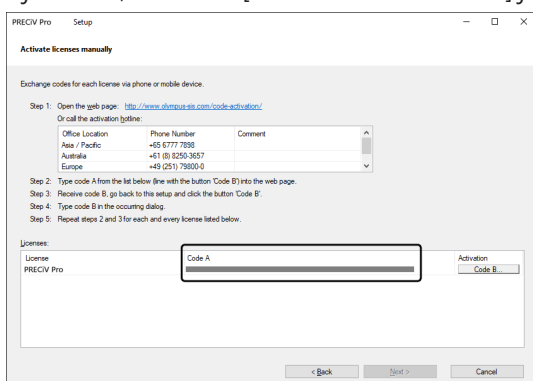 PRECiV Pro Setup
Activate licenses manually
Exchange codes for each license via phone or mobile device.
Step 1: Open the web page: http://www.olympus-sis.com/code-activation/
Or call the activation hotline:
Office Location Phone Number Comment
Asia / Pacific +65 6777 7898
Australia +61 (8) 8250-3657
Europe +49 (251) 79800-0
Step 2: Type code A from the list below (line with the button 'Code B') into the web page.
Step 3: Receive code B, go back to this setup and click the button 'Code B'.
Step 4: Type code B in the occurring dialog.
Step 5: Repeat steps 2 and 3 for each and every license listed below.
Licenses:
License Code A Activation
PRECiV Pro Code B...
< Back Next > Cancel